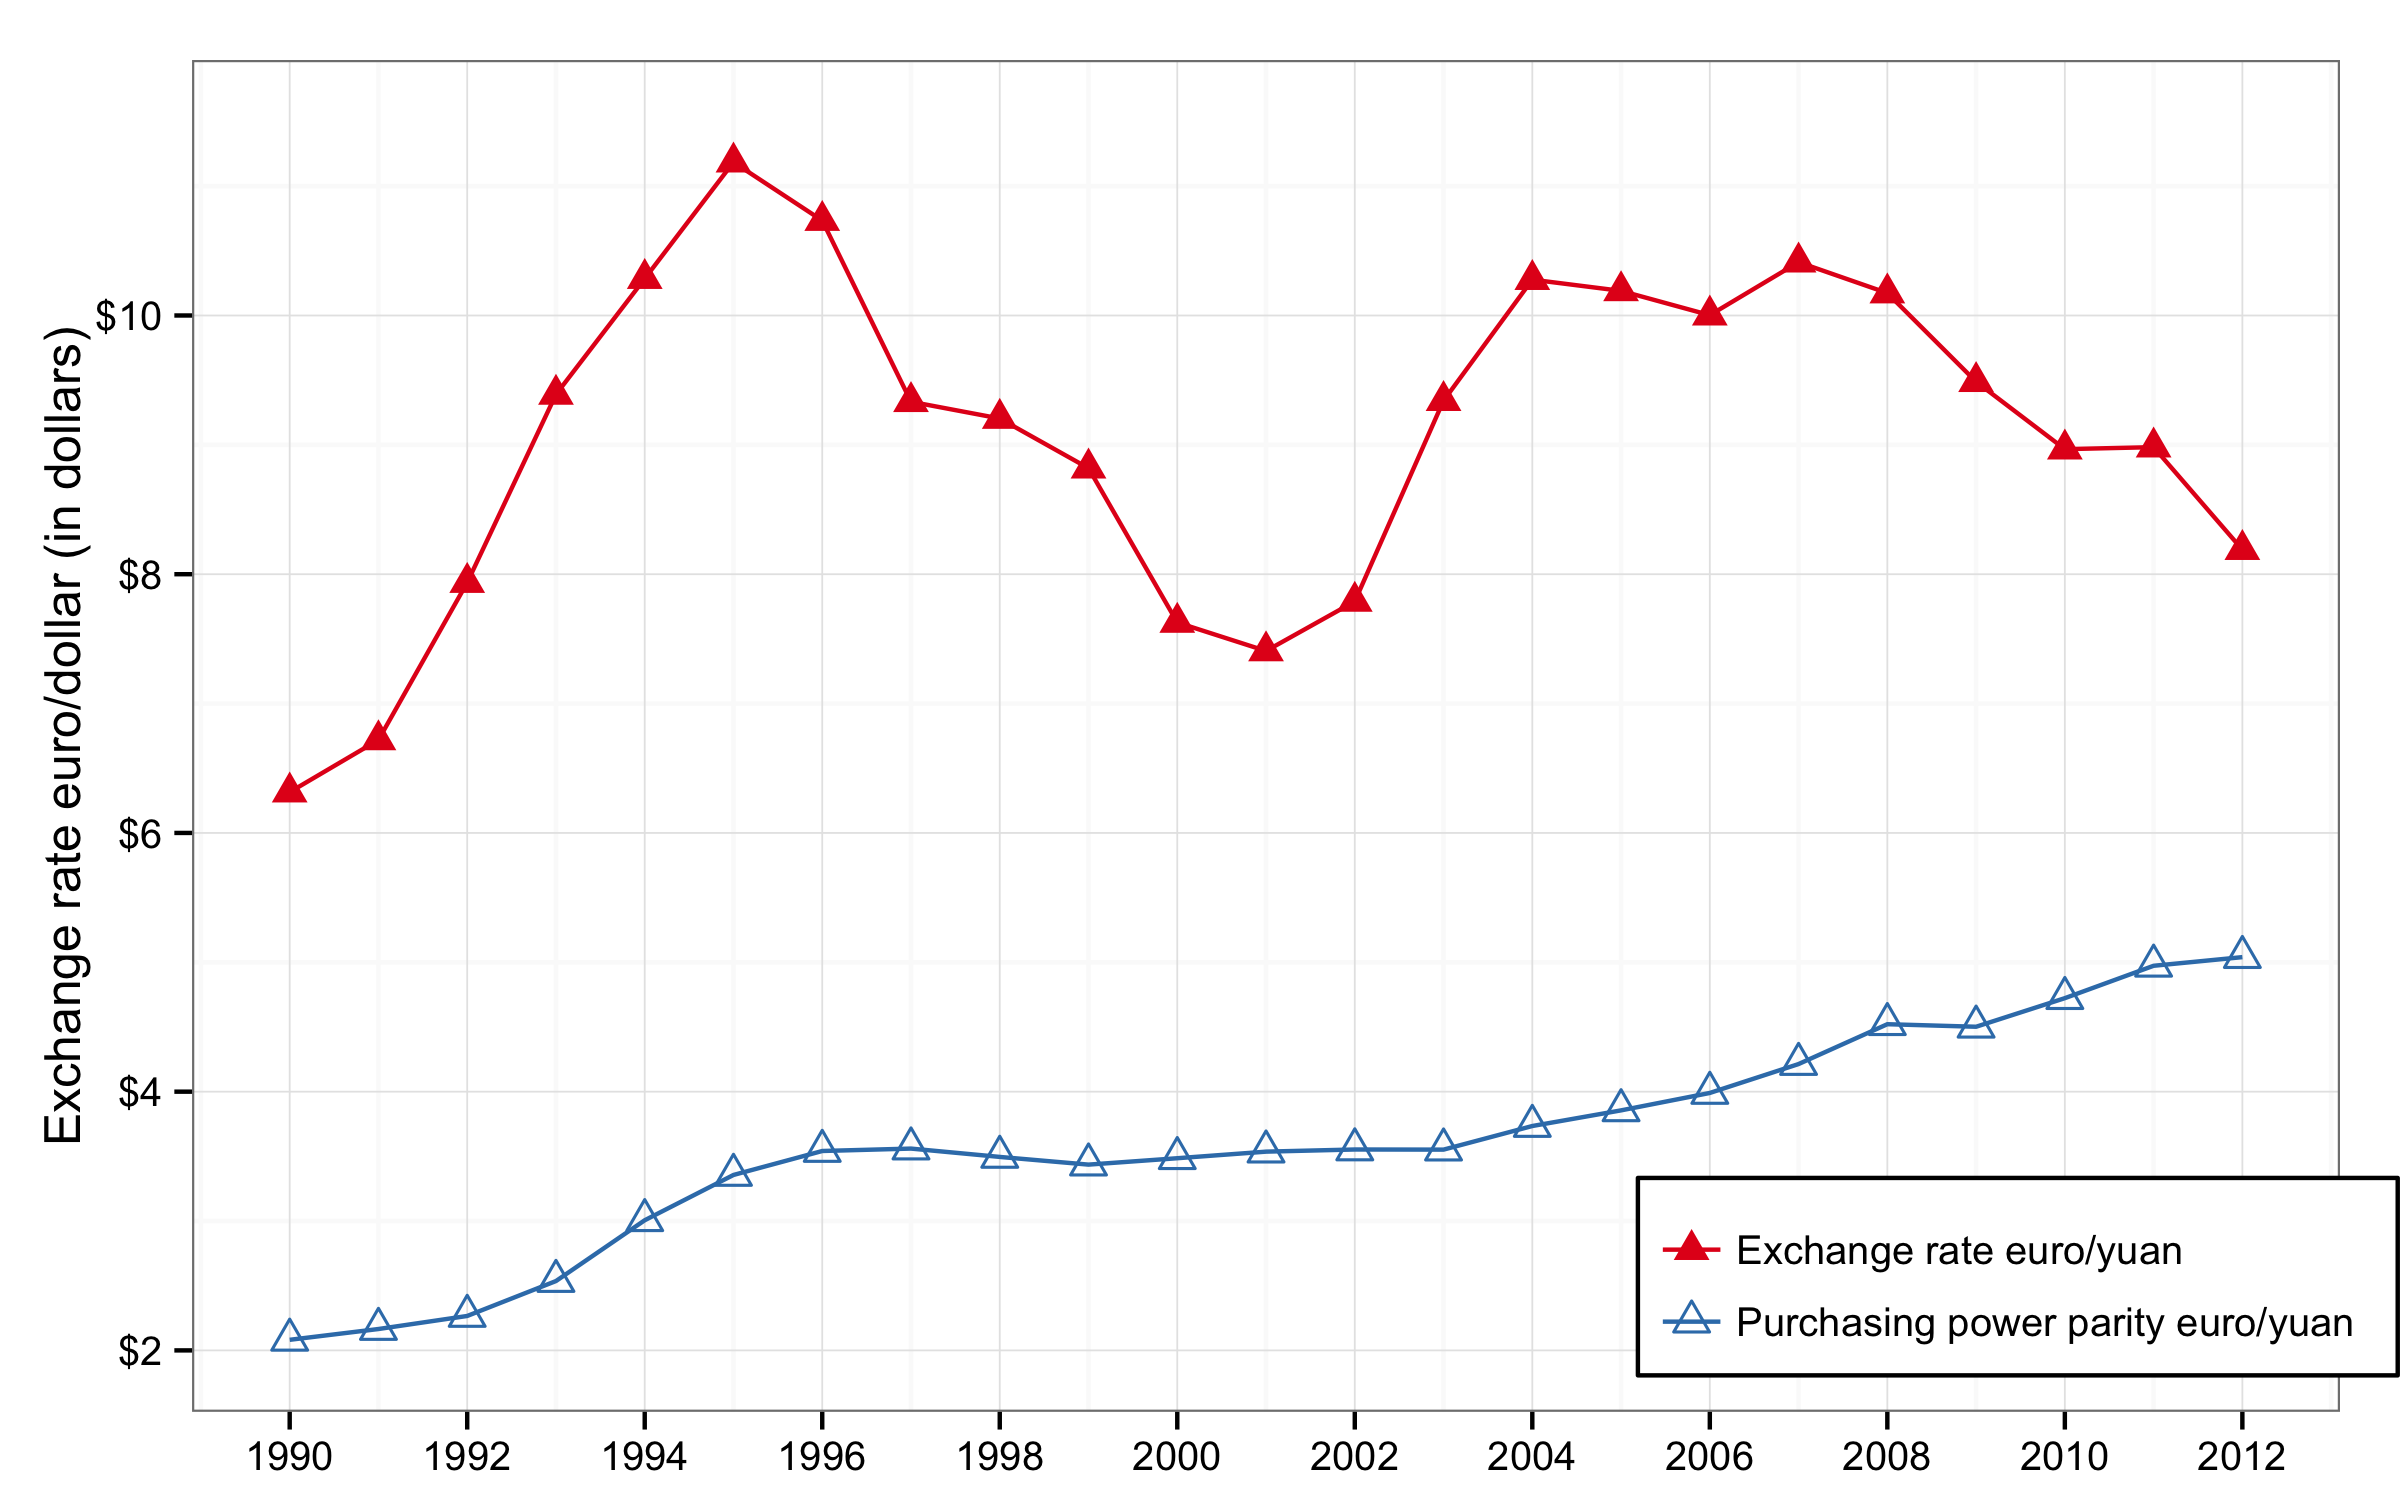 Exchange rate euro/dollar (in dollars)
$10
$8
$6
$4
$2
Exchange rate euro/yuan
Purchasing power parity euro/yuan
1990 1992 1994 1996 1998 2000 2002 2004 2006 2008 2010 2012